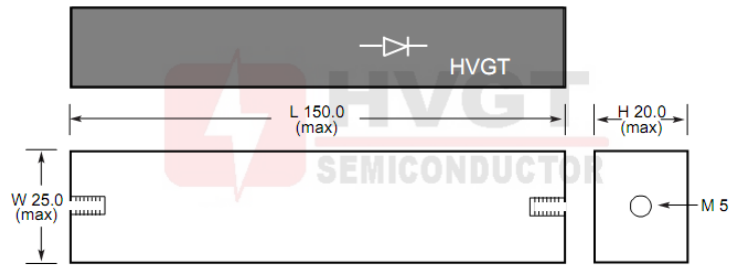 HVGT
L 150.0
(max)
H 20.0
(max)
HVGT
SEMICONDUCTOR
W 25.0
(max)
M 5